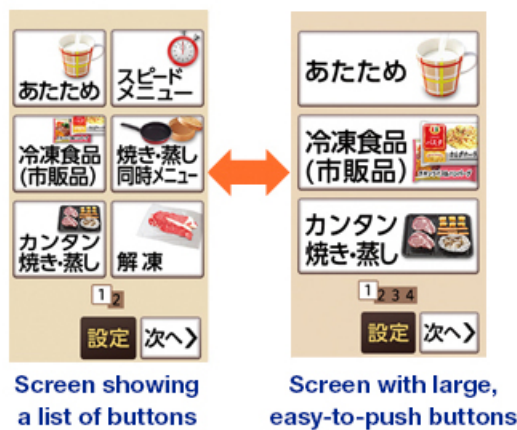 あたため
スピード
メニュー
冷凍食品
(市販品)
焼き・蒸し
同時メニュー
カンタン
焼き・蒸し
解凍
1 2
設定 次へ
Screen showing
a list of buttons
あたため
冷凍食品
(市販品)
カンタン
焼き・蒸し
1 2 3 4
設定 次へ
Screen with large,
easy-to-push buttons